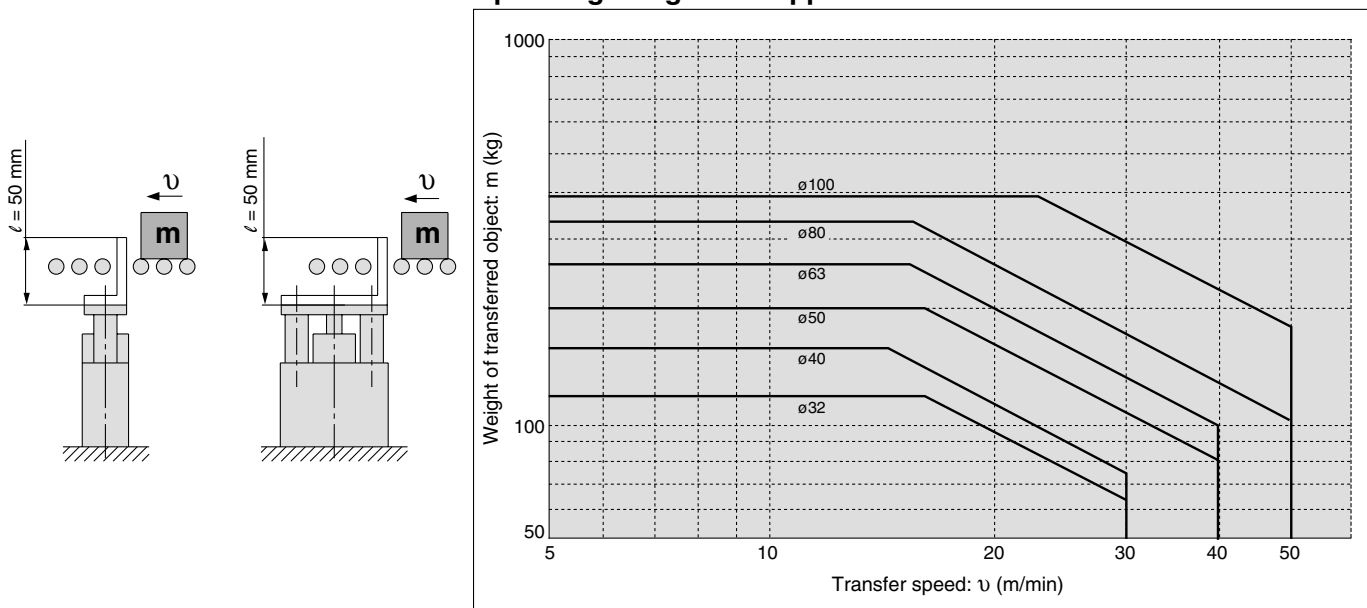 ℓ = 50 mm
υ
m
ℓ = 50 mm
υ
m
Weight of transferred object: m (kg)
1000
100
50
ø100
ø80
ø63
ø50
ø40
ø32
5 10 20 30 40 50
Transfer speed: υ (m/min)